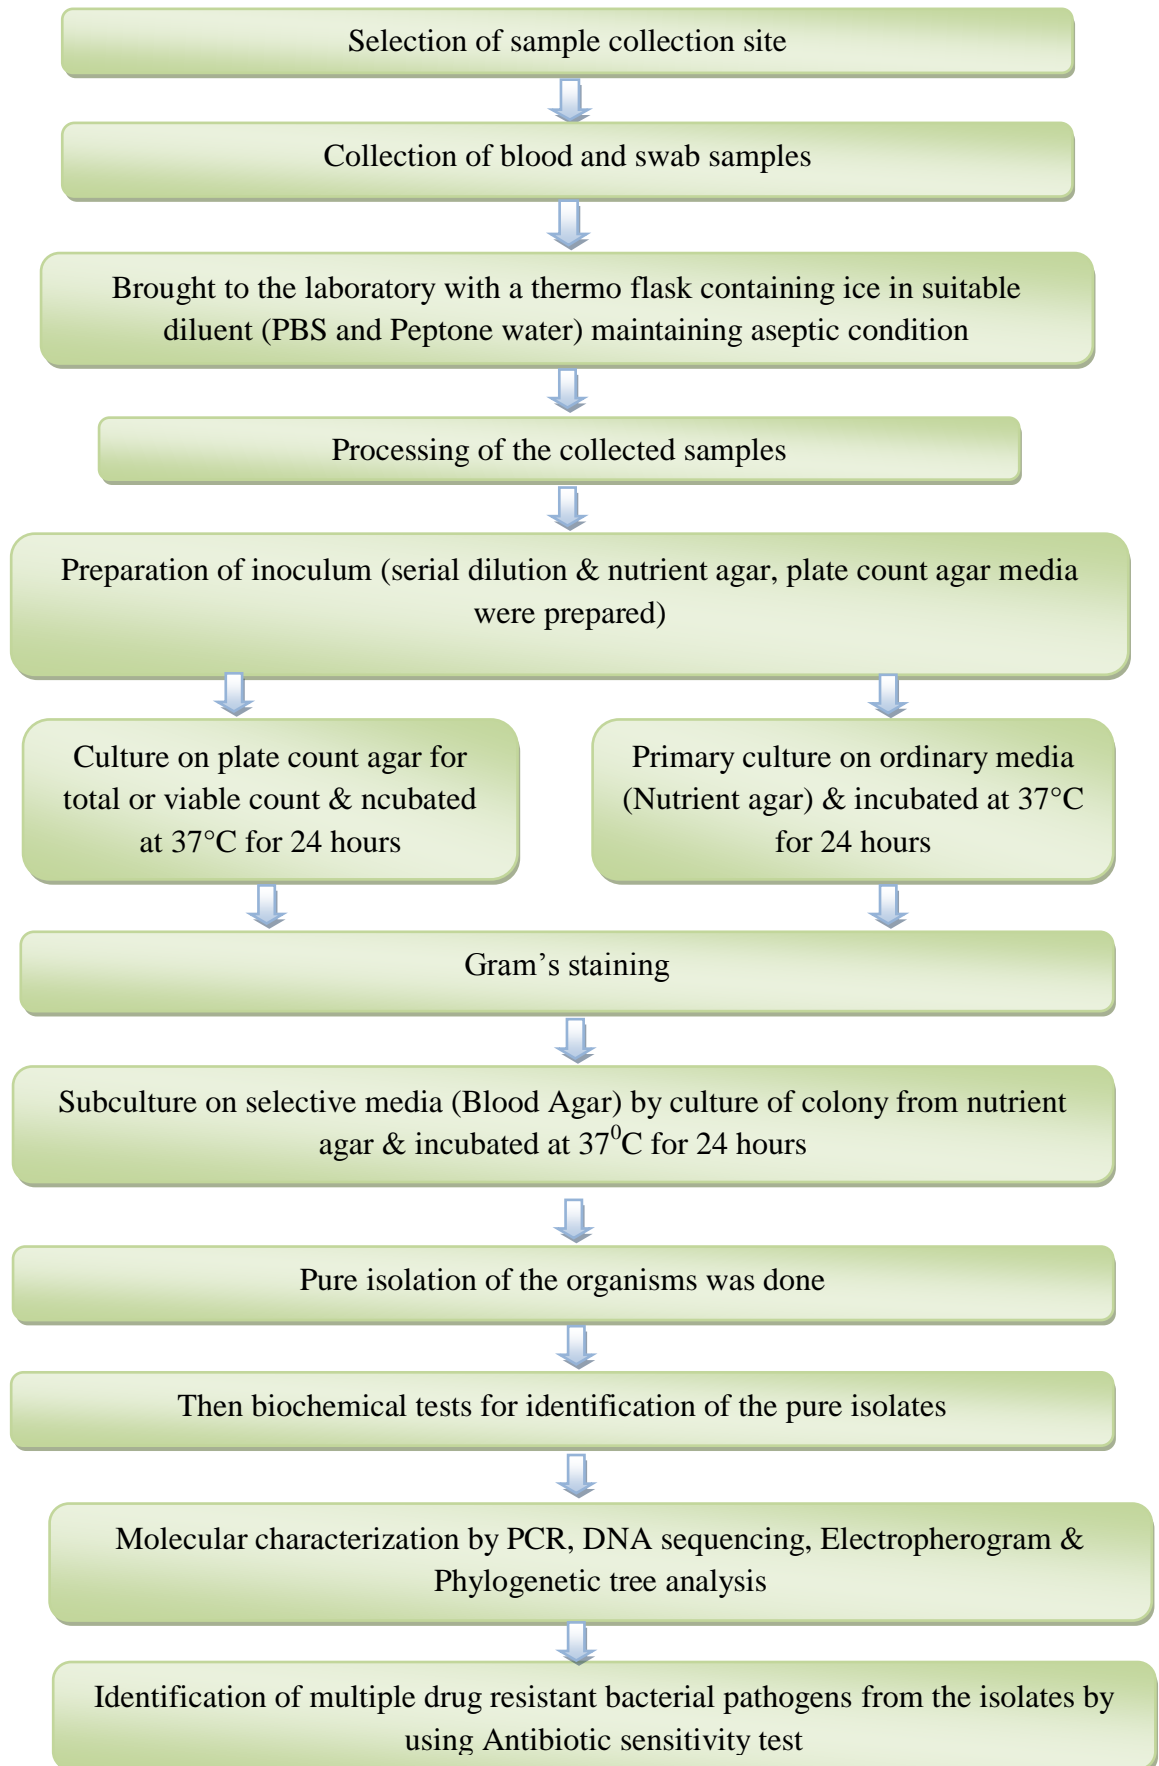 Selection of sample collection site
Collection of blood and swab samples
Brought to the laboratory with a thermo flask containing ice in suitable
diluent (PBS and Peptone water) maintaining aseptic condition
Processing of the collected samples
Preparation of inoculum (serial dilution & nutrient agar, plate count agar media
were prepared)
Culture on plate count agar for
total or viable count & ncubated
at 37°C for 24 hours
Primary culture on ordinary media
(Nutrient agar) & incubated at 37°C
for 24 hours
Gram’s staining
Subculture on selective media (Blood Agar) by culture of colony from nutrient
agar & incubated at 37⁰C for 24 hours
Pure isolation of the organisms was done
Then biochemical tests for identification of the pure isolates
Molecular characterization by PCR, DNA sequencing, Electropherogram &
Phylogenetic tree analysis
Identification of multiple drug resistant bacterial pathogens from the isolates by
using Antibiotic sensitivity test